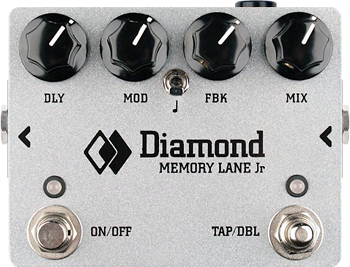 DLY MOD FBK MIX
Diamond
MEMORY LANE Jr
ON/OFF TAP/DBL